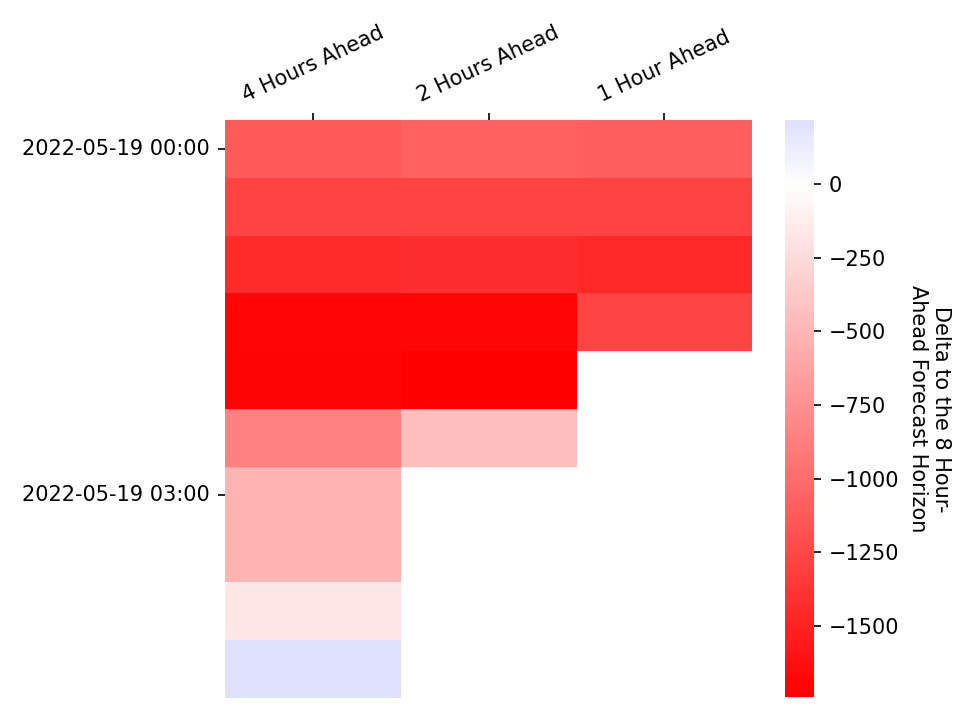 4 Hours Ahead
2 Hours Ahead
1 Hour Ahead
2022-05-19 00:00
2022-05-19 03:00
0
−250
−500
−750
−1000
−1250
−1500
Delta to the 8 Hour-
Ahead Forecast Horizon